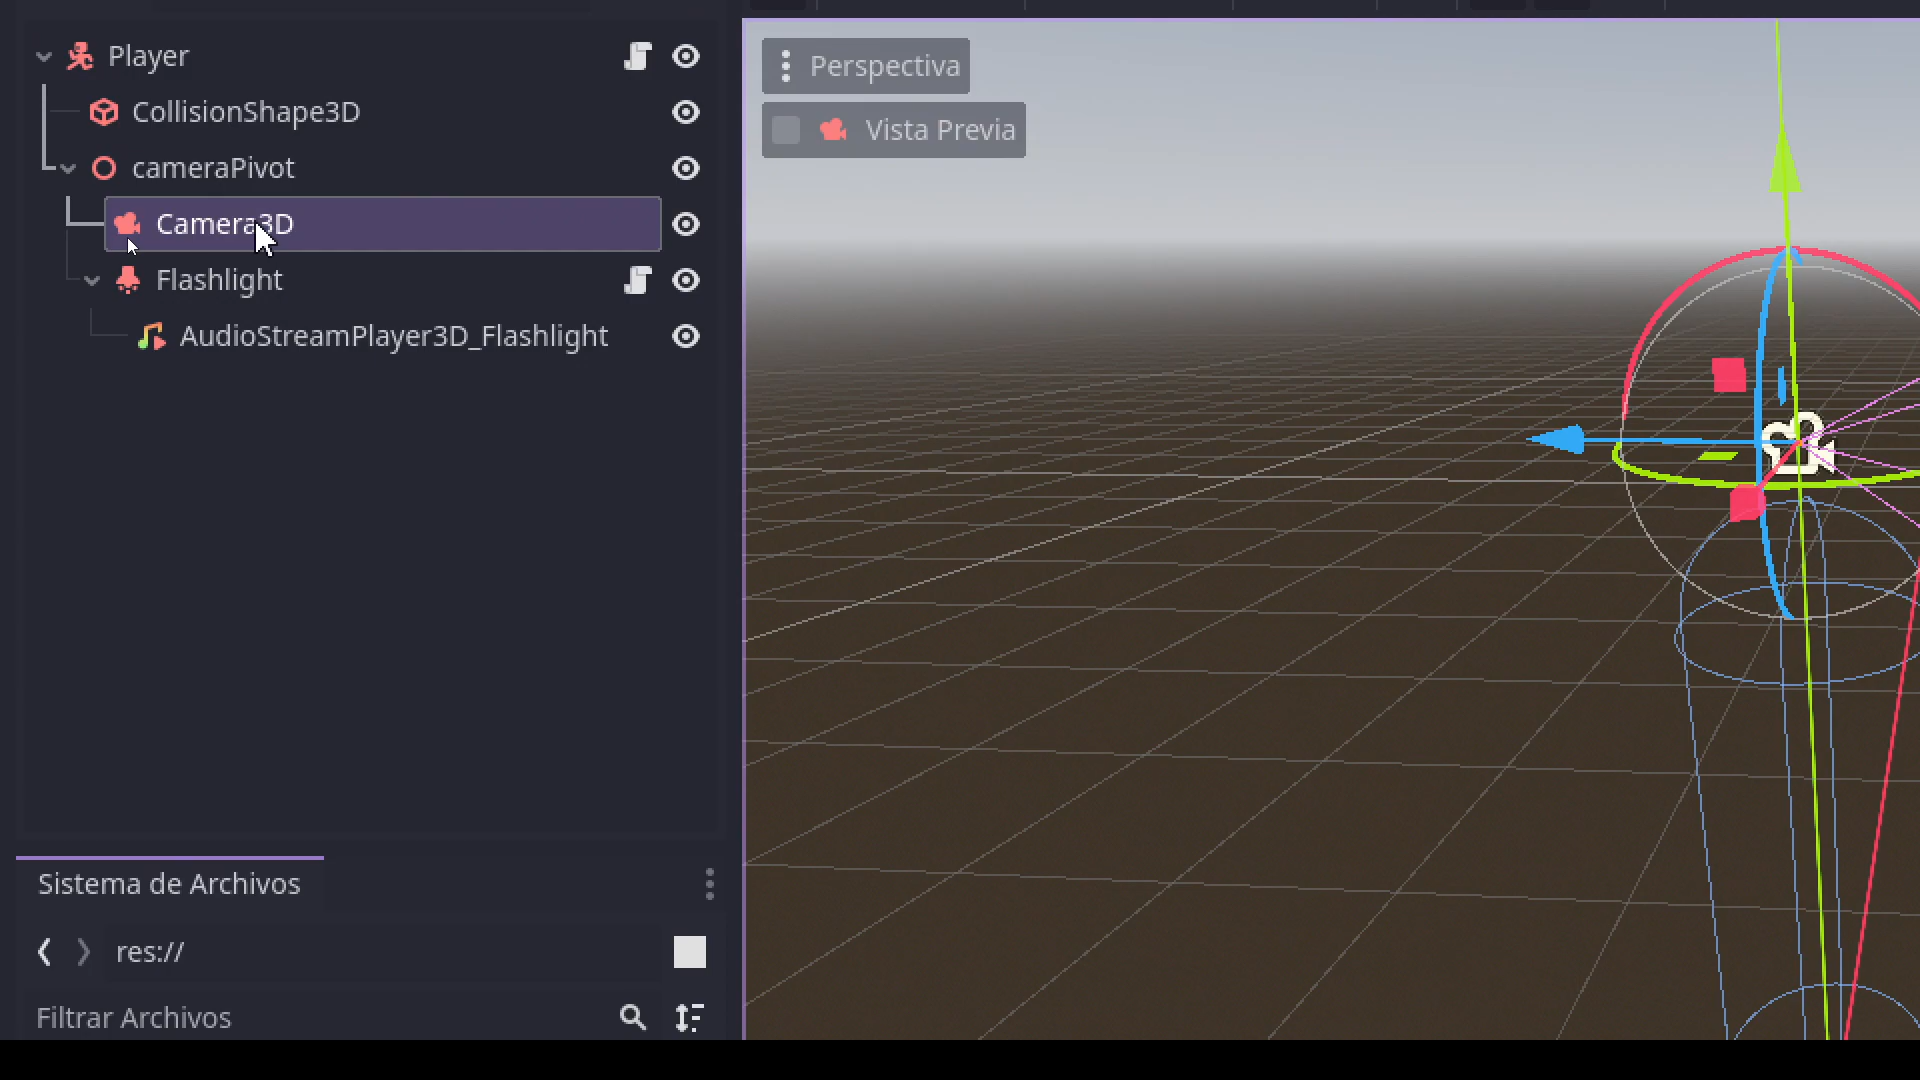 Player
CollisionShape3D
cameraPivot
Camera3D
Flashlight
AudioStreamPlayer3D_Flashlight
Sistema de Archivos
res://
Filtrar Archivos
Perspectiva
Vista Previa